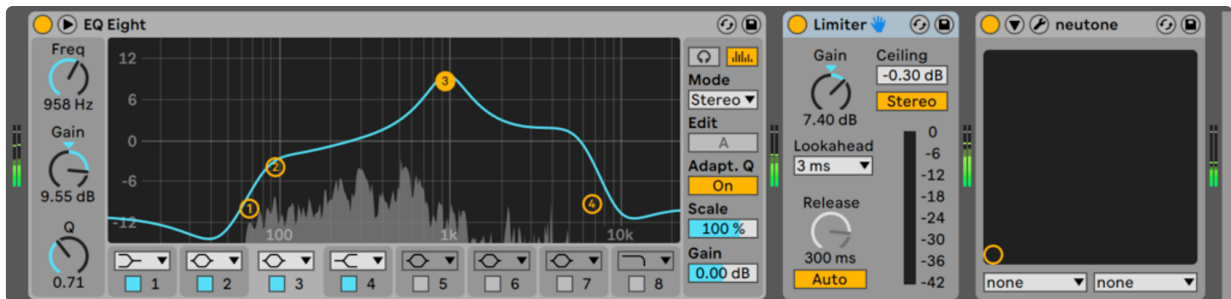 EQ Eight
Freq
958 Hz
Gain
9.55 dB
Q
0.71
12
6
0
-6
-12
100
1k
10k
1
2
3
4
1
2
3
4
5
6
7
8
Mode
Stereo
Edit
A
Adapt. Q
On
Scale
100 %
Gain
0.00 dB
Limiter
Gain
7.40 dB
Lookahead
3 ms
Release
300 ms
Auto
Ceiling
-0.30 dB
Stereo
0
-6
-12
-18
-24
-30
-36
-42
neutone
none none